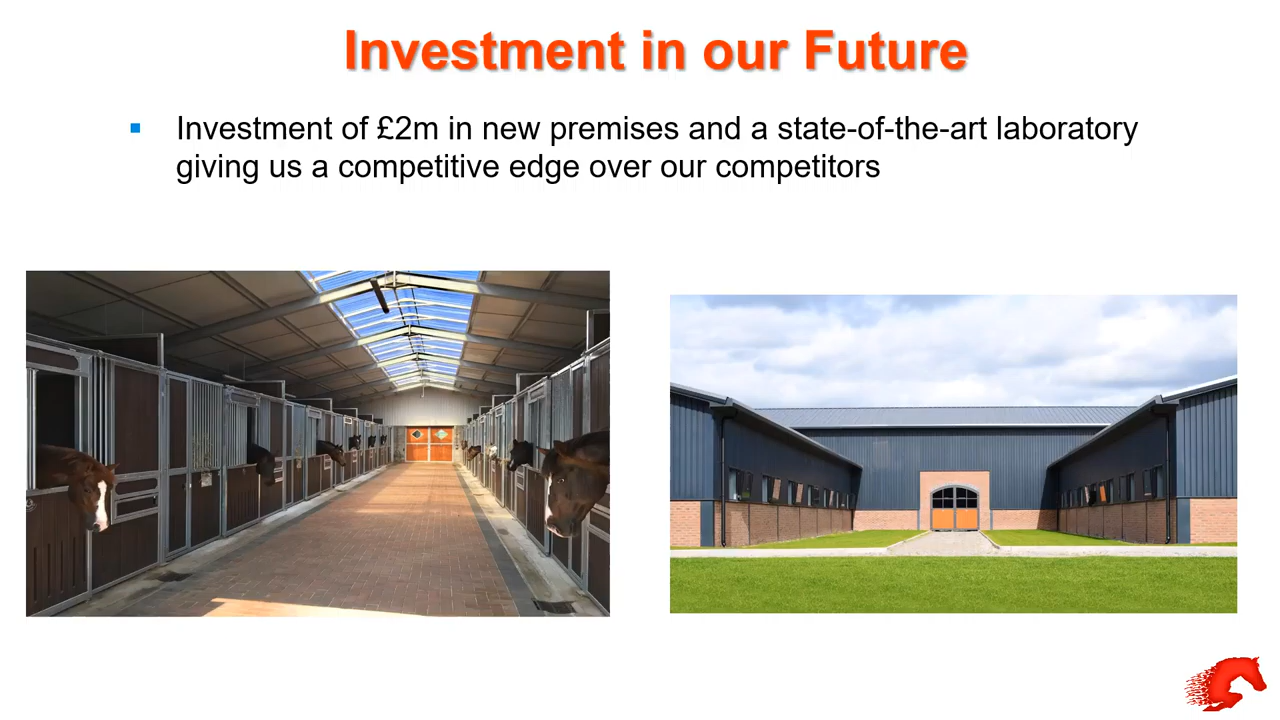 Investment in our Future
Investment of £2m in new premises and a state-of-the-art laboratory
giving us a competitive edge over our competitors